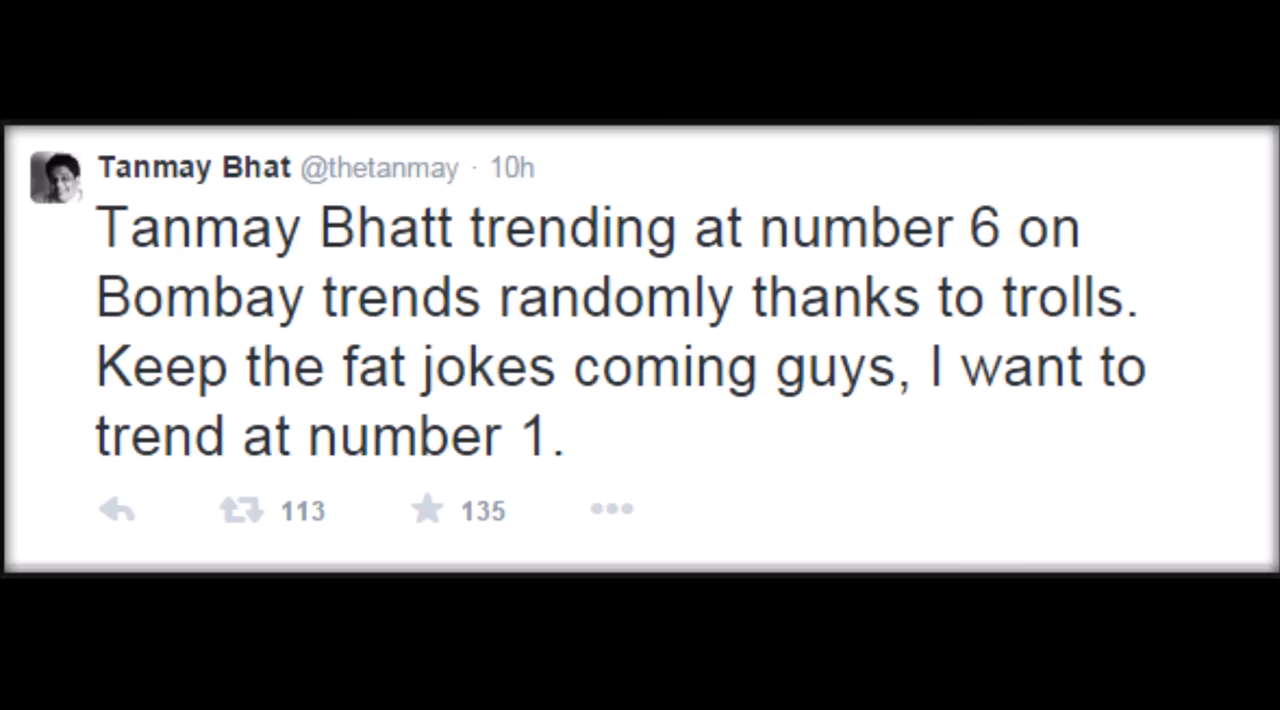 Tanmay Bhat @thetanmay · 10h
Tanmay Bhatt trending at number 6 on
Bombay trends randomly thanks to trolls.
Keep the fat jokes coming guys, I want to
trend at number 1.
113 135